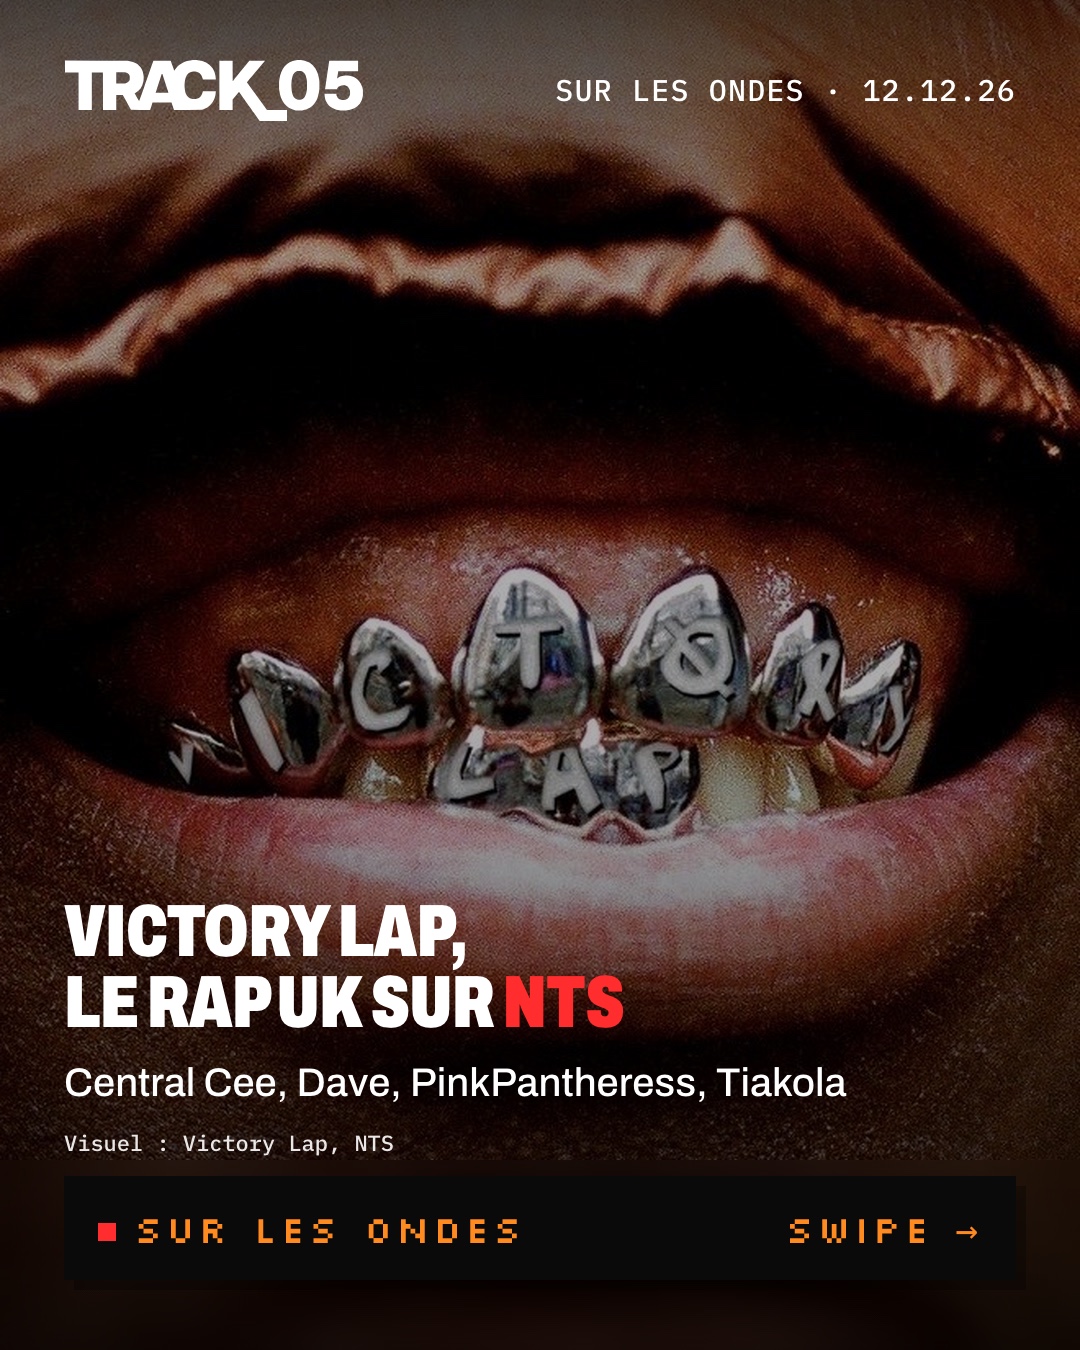 TRACK_05
SUR LES ONDES · 12.12.26
VICTORY
LAP
VICTORY LAP,
LE RAP UK SUR NTS
Central Cee, Dave, PinkPantheress, Tiakola
Visuel : Victory Lap, NTS
SUR LES ONDES
SWIPE →